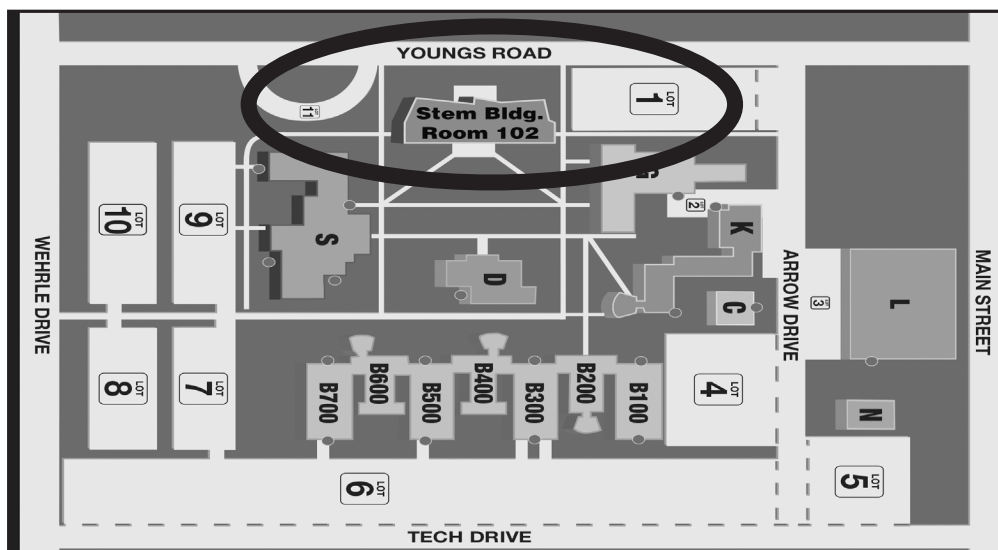 YOUNGS ROAD
Stem Bldg.
Room 102
LOT
1
LOT
11
G
LOT
2
K
LOT
10
LOT
9
S
D
C
LOT
3
L
WEHRLE DRIVE
ARROW DRIVE
MAIN STREET
LOT
8
LOT
7
B700
B600
B500
B400
B300
B200
B100
LOT
4
N
LOT
6
LOT
5
TECH DRIVE